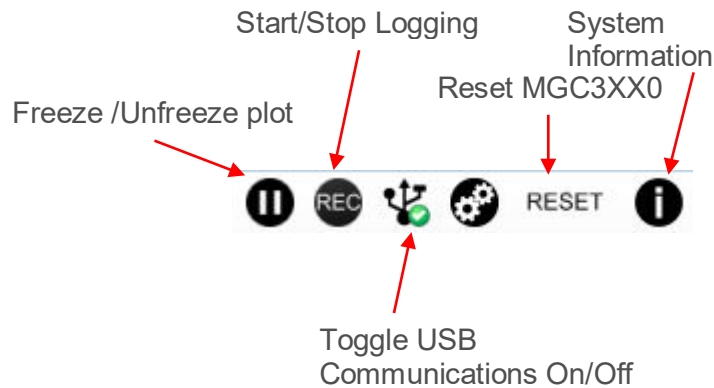 Start/Stop Logging
System
Information
Reset MGC3XX0
Freeze /Unfreeze plot
REC
RESET
i
Toggle USB
Communications On/Off